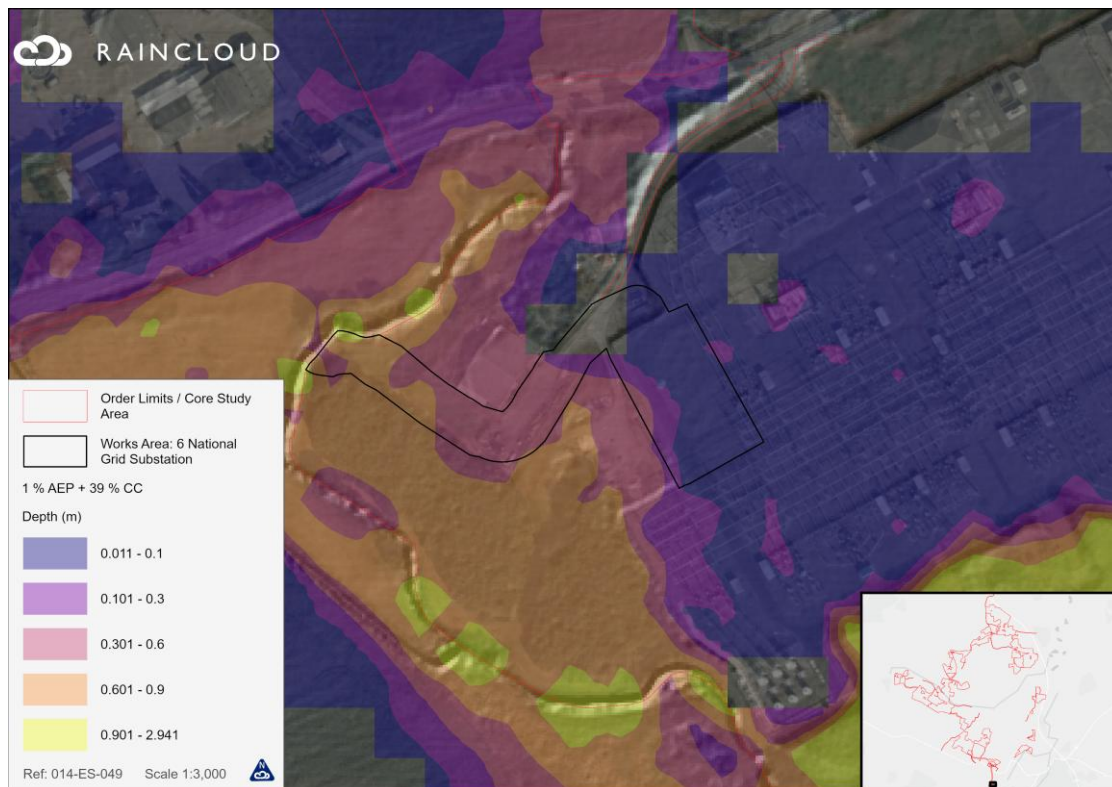 RAINCLOUD
Order Limits / Core Study
Area
Works Area: 6 National
Grid Substation
1 % AEP + 39 % CC
Depth (m)
0.011 - 0.1
0.101 - 0.3
0.301 - 0.6
0.601 - 0.9
0.901 - 2.941
Ref: 014-ES-049 Scale 1:3,000
N